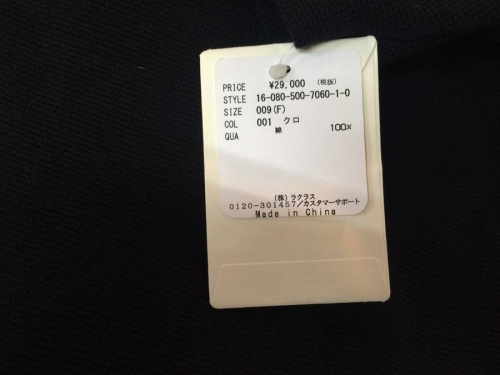 PRICE ¥29,000 (税抜)
STYLE 16-080-500-7060-1-0
SIZE 009(F)
COL 001 クロ
QUA 綿 100%
(株)ラクラス
0120-301457/カスタマーサポート
Made in China